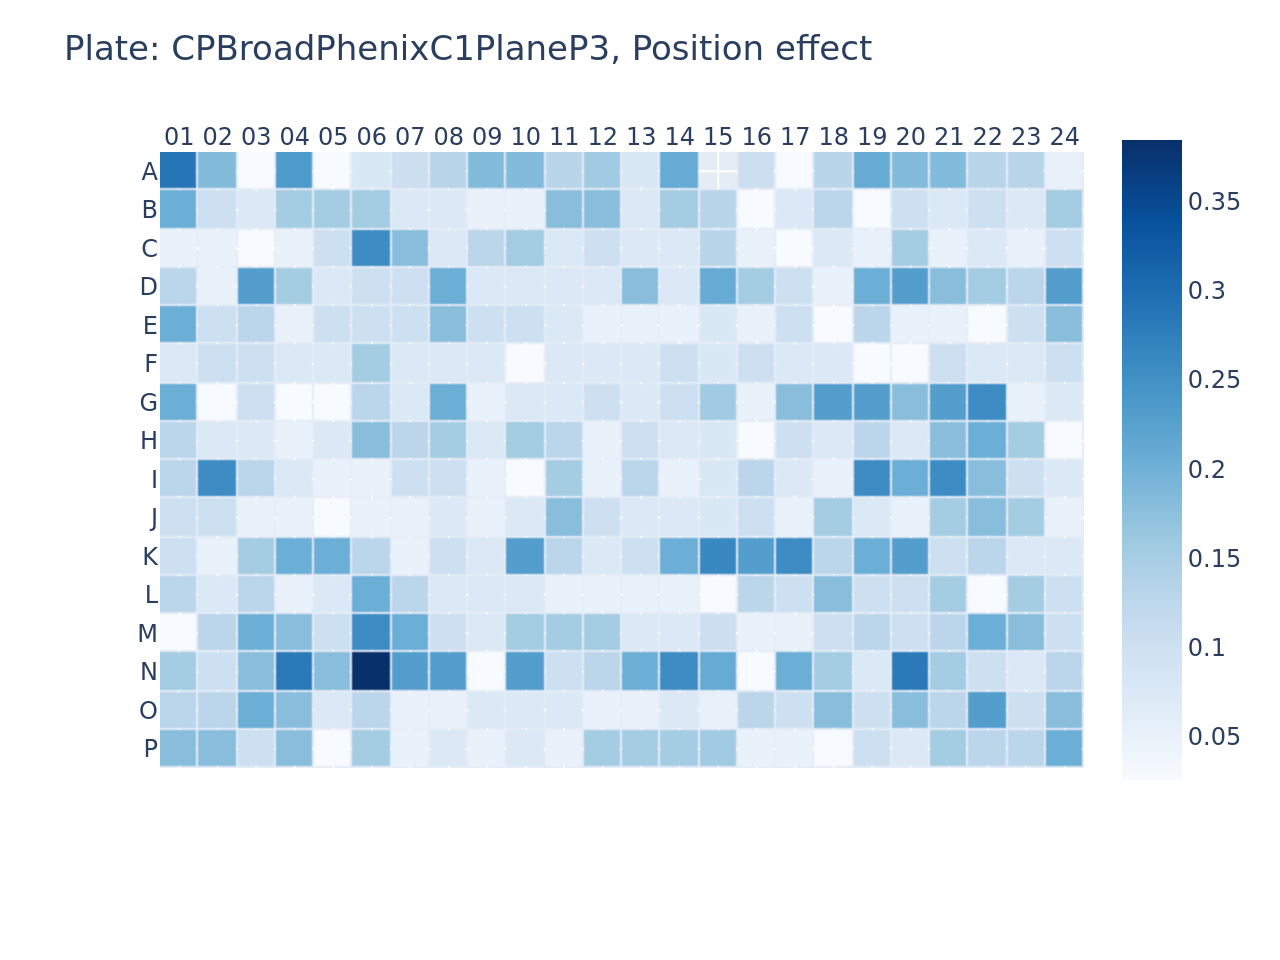 Plate: CPBroadPhenixC1PlaneP3, Position effect
01 02 03 04 05 06 07 08 09 10 11 12 13 14 15 16 17 18 19 20 21 22 23 24
A
B
C
D
E
F
G
H
I
J
K
L
M
N
O
P
0.35
0.3
0.25
0.2
0.15
0.1
0.05